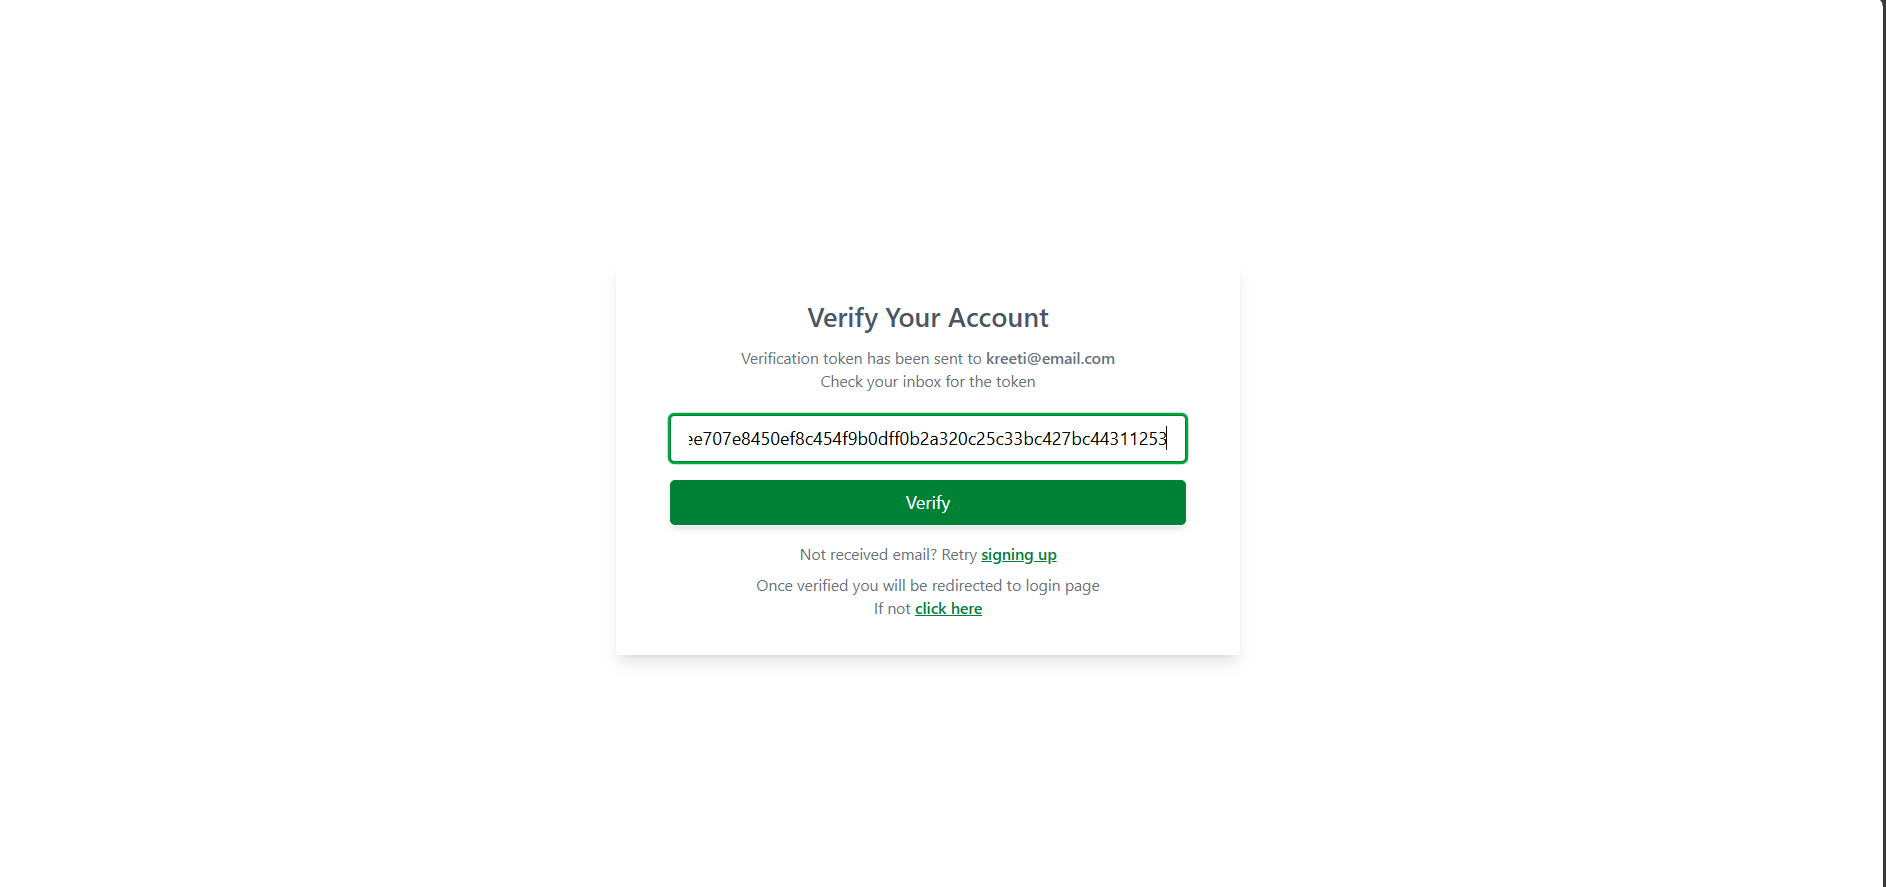 Verify Your Account
Verification token has been sent to kreeti@email.com
Check your inbox for the token
ee707e8450ef8c454f9b0dff0b2a320c25c33bc427bc44311253
Verify
Not received email? Retry signing up
Once verified you will be redirected to login page
If not click here